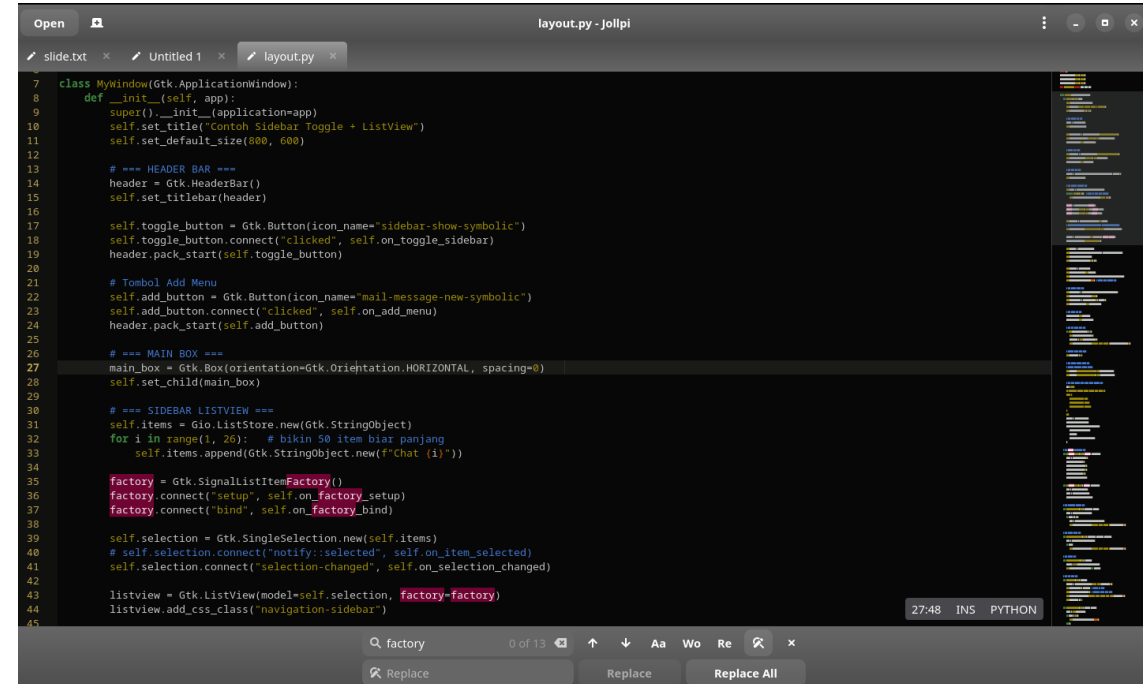 Open
layout.py - Jollpi
slide.txt
Untitled 1
layout.py
7 class MyWindow(Gtk.ApplicationWindow):
8 def __init__(self, app):
9 super().__init__(application=app)
10 self.set_title("Contoh Sidebar Toggle + ListView")
11 self.set_default_size(800, 600)
12
13 # === HEADER BAR ===
14 header = Gtk.HeaderBar()
15 self.set_titlebar(header)
16
17 self.toggle_button = Gtk.Button(icon_name="sidebar-show-symbolic")
18 self.toggle_button.connect("clicked", self.on_toggle_sidebar)
19 header.pack_start(self.toggle_button)
20
21 # Tombol Add Menu
22 self.add_button = Gtk.Button(icon_name="mail-message-new-symbolic")
23 self.add_button.connect("clicked", self.on_add_menu)
24 header.pack_start(self.add_button)
25
26 # === MAIN BOX ===
27 main_box = Gtk.Box(orientation=Gtk.Orientation.HORIZONTAL, spacing=0)
28 self.set_child(main_box)
29
30 # === SIDEBAR LISTVIEW ===
31 self.items = Gio.ListStore.new(Gtk.StringObject)
32 for i in range(1, 26): # bikin 50 item biar panjang
33 self.items.append(Gtk.StringObject.new(f"Chat {i}"))
34
35 factory = Gtk.SignalListItemFactory()
36 factory.connect("setup", self.on_factory_setup)
37 factory.connect("bind", self.on_factory_bind)
38
39 self.selection = Gtk.SingleSelection.new(self.items)
40 # self.selection.connect("notify::selected", self.on_item_selected)
41 self.selection.connect("selection-changed", self.on_selection_changed)
42
43 listview = Gtk.ListView(model=self.selection, factory=factory)
44 listview.add_css_class("navigation-sidebar")
45
27:48 INS PYTHON
factory 0 of 13 Aa Wo Re
Replace Replace Replace All